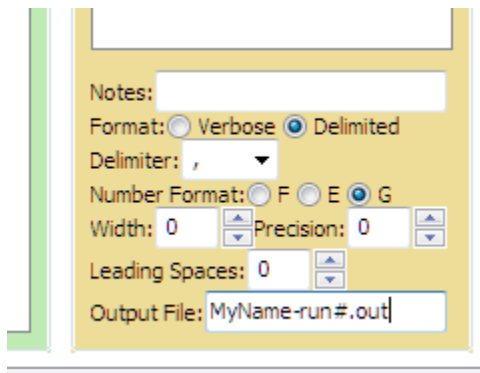 Notes:
Format: Verbose Delimited
Delimiter: ,
Number Format: F E G
Width: 0 Precision: 0
Leading Spaces: 0
Output File: MyName-run#.out